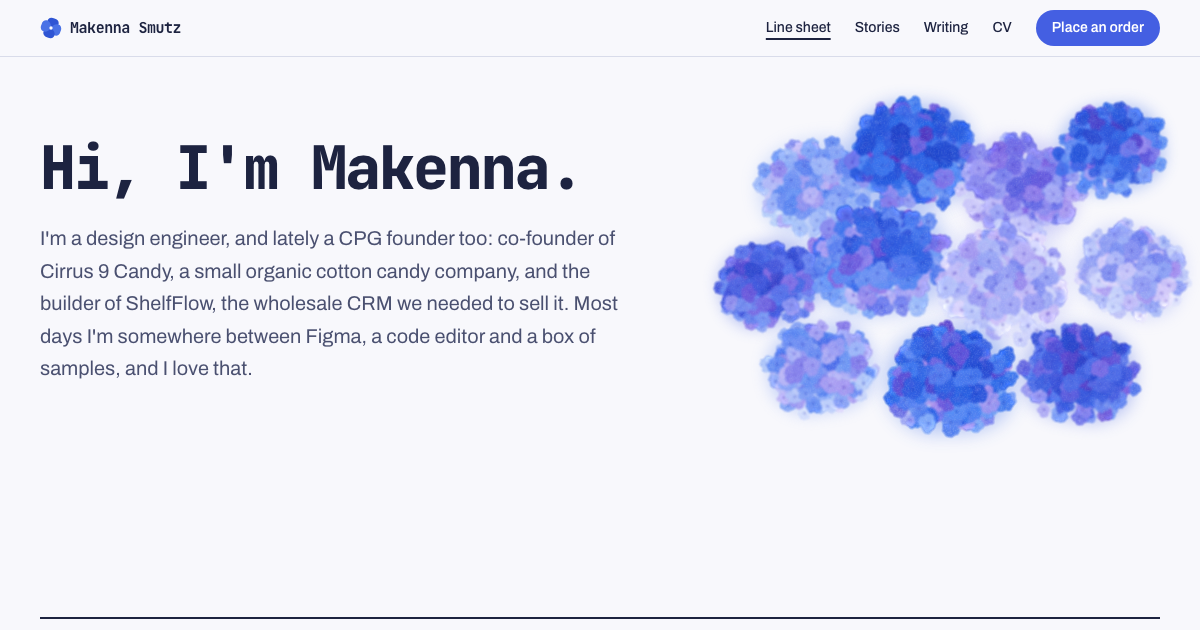 Makenna Smutz
Line sheet
Stories
Writing
CV
Place an order
Hi, I'm Makenna.
I'm a design engineer, and lately a CPG founder too: co-founder of
Cirrus 9 Candy, a small organic cotton candy company, and the
builder of ShelfFlow, the wholesale CRM we needed to sell it. Most
days I'm somewhere between Figma, a code editor and a box of
samples, and I love that.